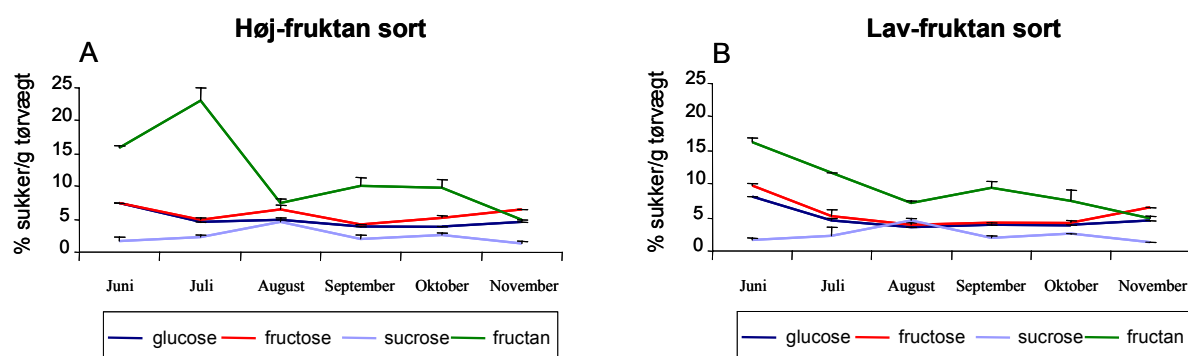 Høj-fruktan sort
A
% sukker/g tørvægt
25
20
15
10
5
0
Juni Juli August September Oktober November
glucose fructose sucrose fructan
Lav-fruktan sort
B
% sukker/g tørvægt
25
20
15
10
5
0
Juni Juli August September Oktober November
glucose fructose sucrose fructan